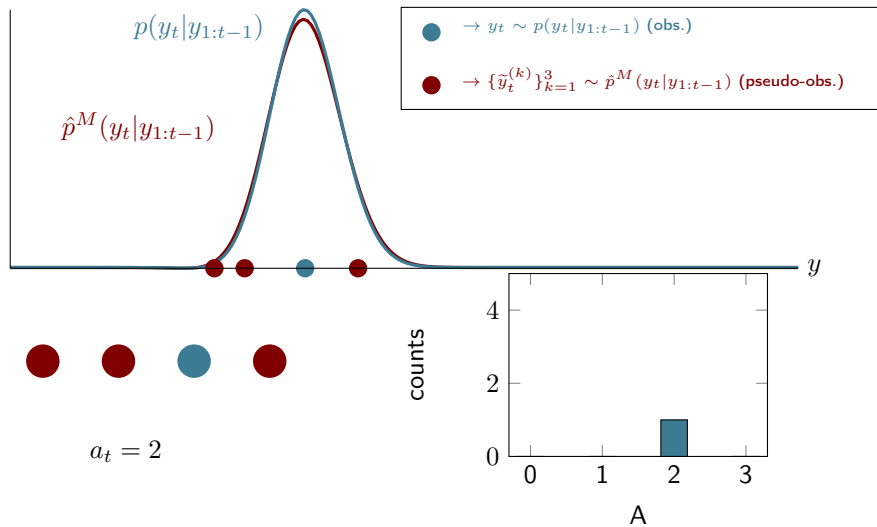 p(y_t|y_{1:t−1})
→ y_t ∼ p(y_t|y_{1:t−1}) (obs.)
→ {ỹ_t^{(k)}}_{k=1}^3 ∼ p̂^M(y_t|y_{1:t−1}) (pseudo-obs.)
p̂^M(y_t|y_{1:t−1})
y
4
2
0
counts
0 1 2 3
A
a_t = 2